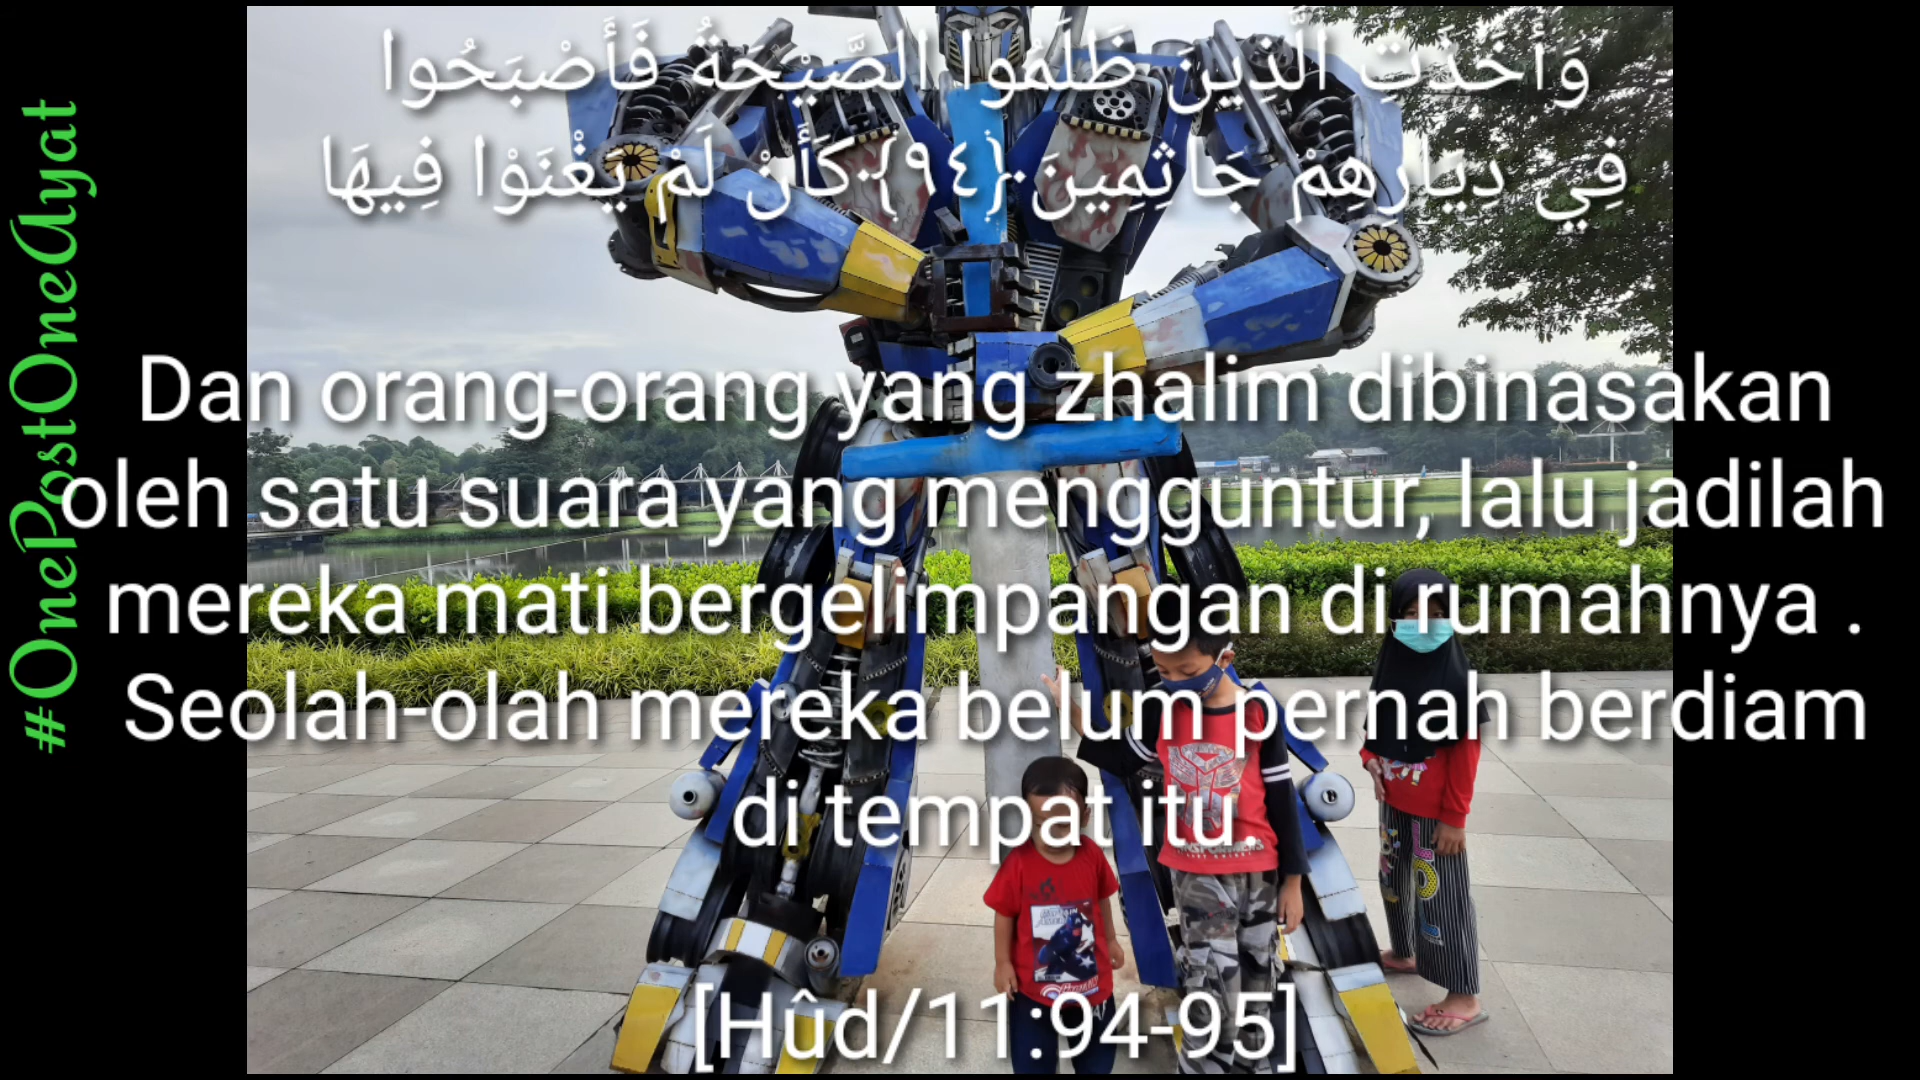 #OnePostOneAyat
وَأَخَذَتِ الَّذِينَ ظَلَمُوا الصَّيْحَةُ فَأَصْبَحُوا
فِي دِيَارِهِمْ جَاثِمِينَ ﴿٩٤﴾ كَأَنْ لَمْ يَغْنَوْا فِيهَا
Dan orang-orang yang zhalim dibinasakan
oleh satu suara yang mengguntur, lalu jadilah
mereka mati bergelimpangan di rumahnya .
Seolah-olah mereka belum pernah berdiam
di tempat itu.
[Hûd/11:94-95]